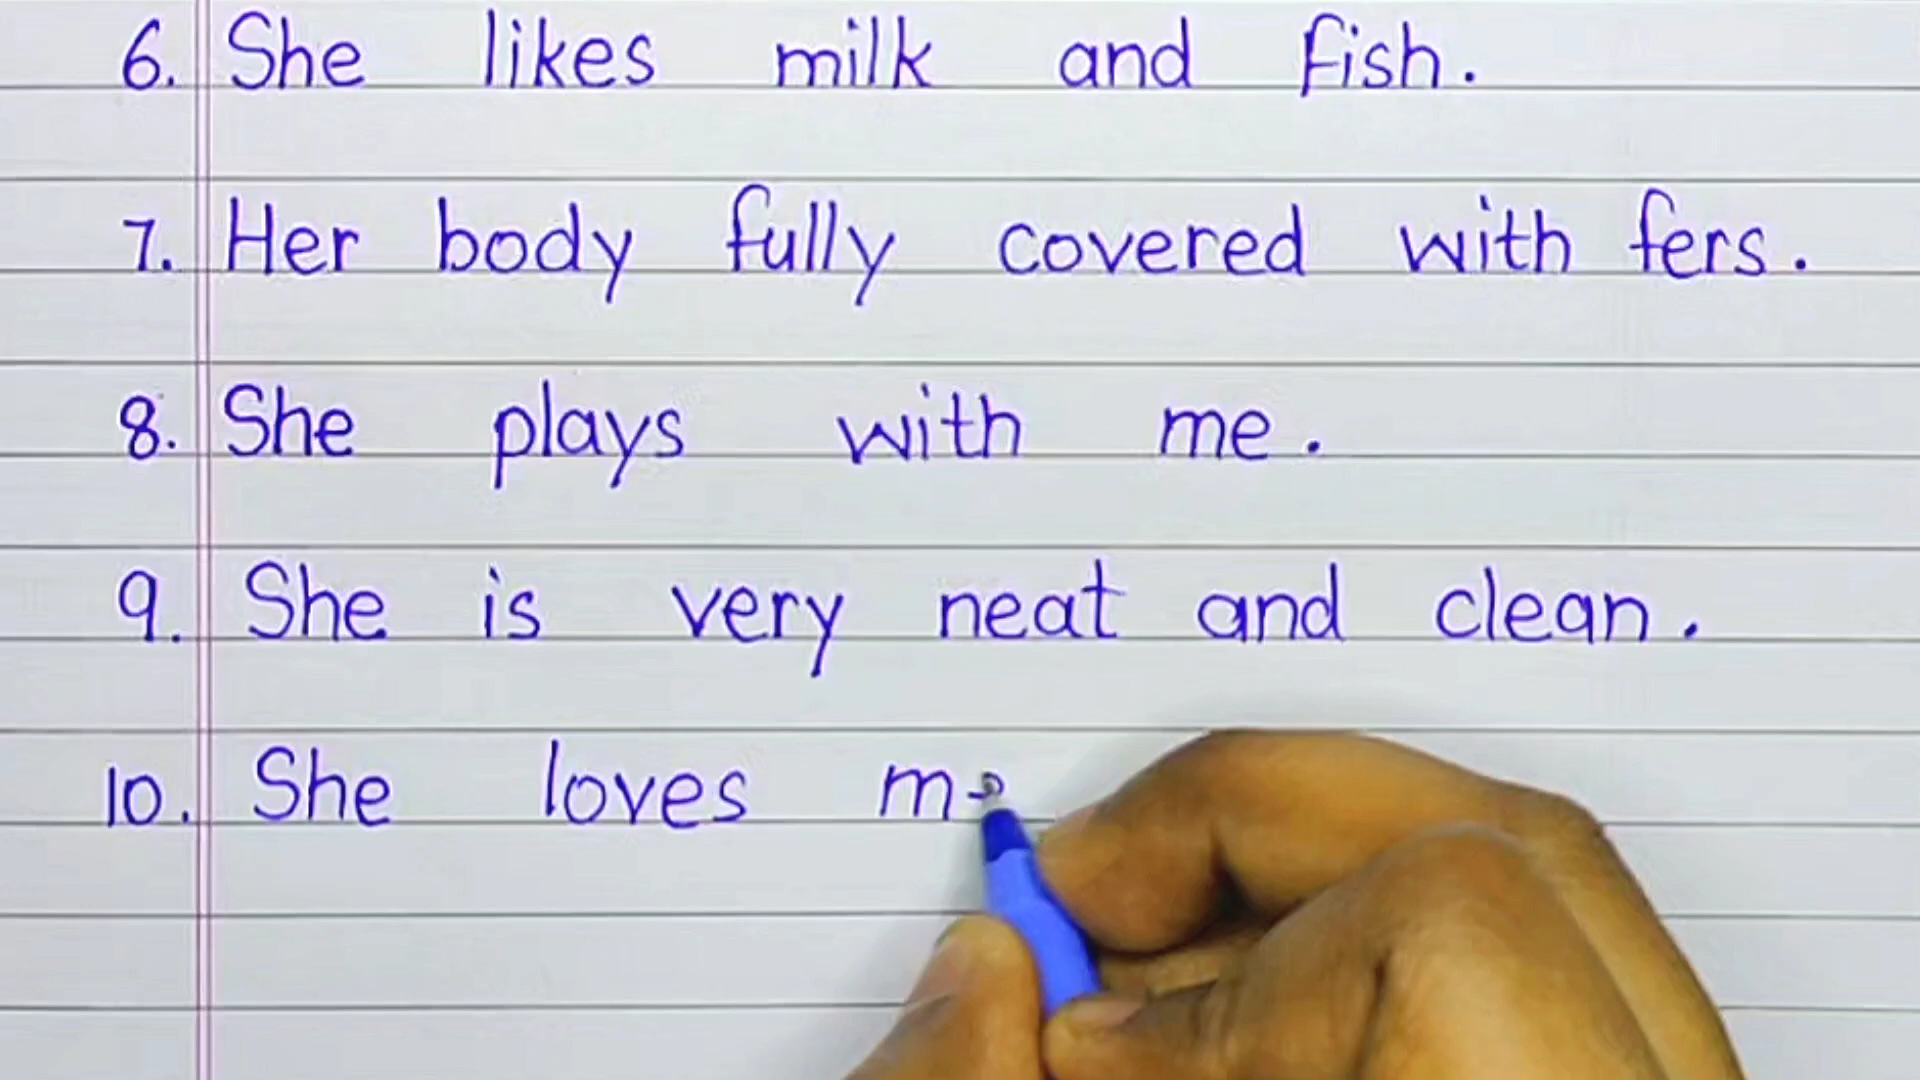 6. She likes milk and fish.
7. Her body fully covered with fers.
8. She plays with me.
9. She is very neat and clean.
10. She loves